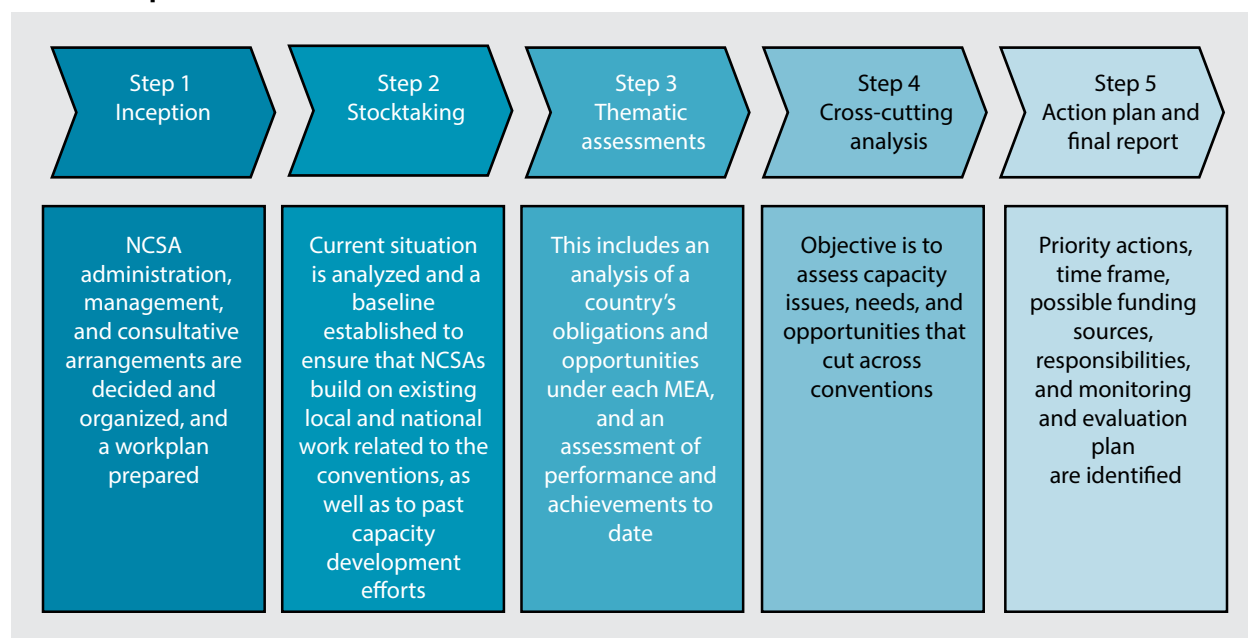 Step 1
Inception
Step 2
Stocktaking
Step 3
Thematic
assessments
Step 4
Cross-cutting
analysis
Step 5
Action plan and
final report
NCSA
administration,
management,
and consultative
arrangements are
decided and
organized, and
a workplan
prepared
Current situation
is analyzed and a
baseline
established to
ensure that NCSAs
build on existing
local and national
work related to the
conventions, as
well as to past
capacity
development
efforts
This includes an
analysis of a
country’s
obligations and
opportunities
under each MEA,
and an
assessment of
performance and
achievements to
date
Objective is to
assess capacity
issues, needs, and
opportunities that
cut across
conventions
Priority actions,
time frame,
possible funding
sources,
responsibilities,
and monitoring
and evaluation
plan
are identified